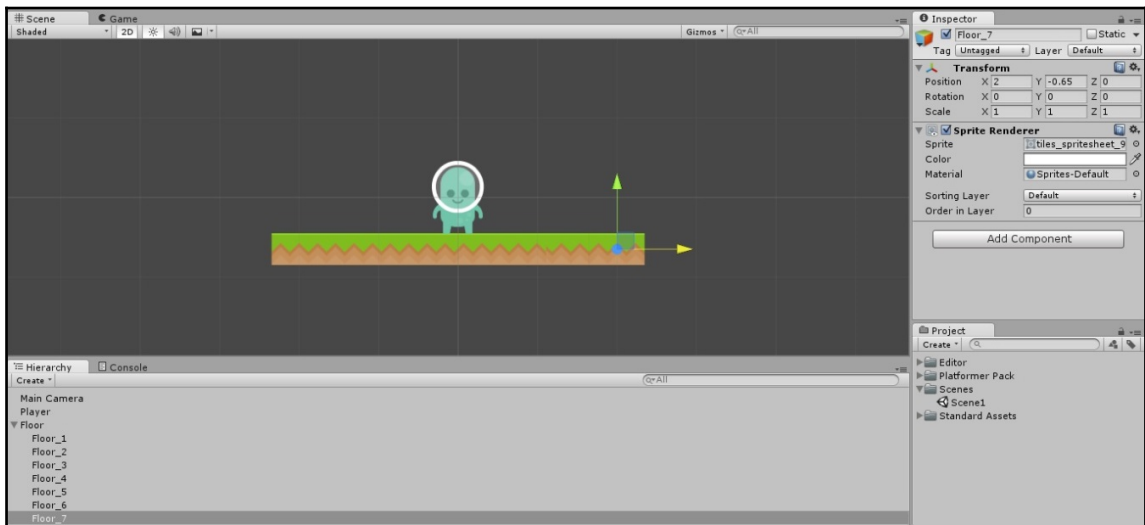 Scene Game
Shaded 2D Gizmos All
Inspector
Floor_7 Static
Tag Untagged Layer Default
Transform
Position X 2 Y -0.65 Z 0
Rotation X 0 Y 0 Z 0
Scale X 1 Y 1 Z 1
Sprite Renderer
Sprite tiles_spritesheet_9
Color
Material Sprites-Default
Sorting Layer Default
Order in Layer 0
Add Component
Hierarchy Console
Create All
Main Camera
Player
Floor
Floor_1
Floor_2
Floor_3
Floor_4
Floor_5
Floor_6
Floor_7
Project
Create
Editor
Platformer Pack
Scenes
Scene1
Standard Assets